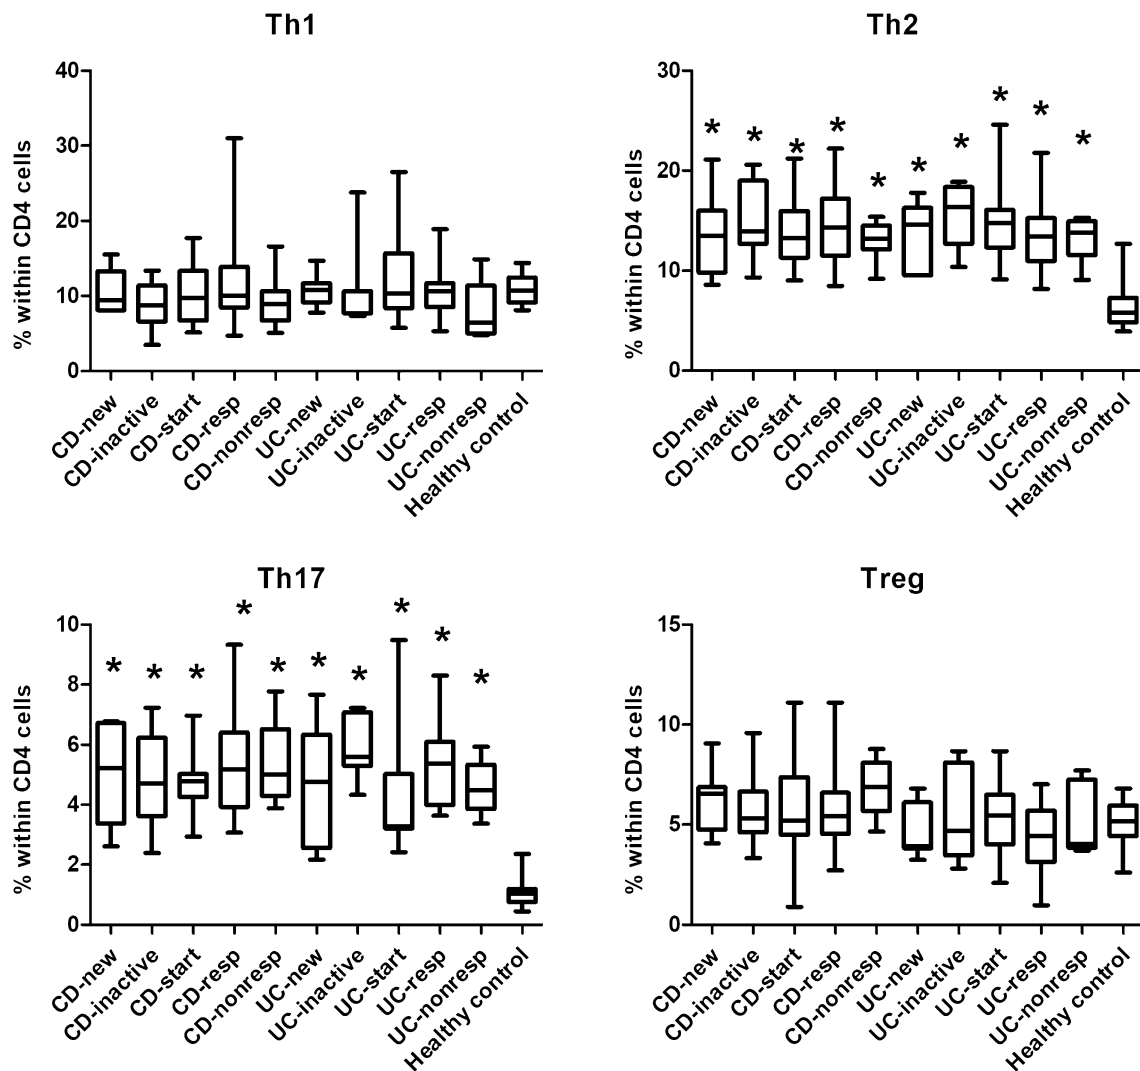 Th1
% within CD4 cells
40
30
20
10
0
CD-new
CD-inactive
CD-start
CD-resp
CD-nonresp
UC-new
UC-inactive
UC-start
UC-resp
UC-nonresp
Healthy control
Th2
% within CD4 cells
30
20
10
0
* * * * * * * * * *
CD-new
CD-inactive
CD-start
CD-resp
CD-nonresp
UC-new
UC-inactive
UC-start
UC-resp
UC-nonresp
Healthy control
Th17
% within CD4 cells
10
8
6
4
2
0
* * * * * * * * * *
CD-new
CD-inactive
CD-start
CD-resp
CD-nonresp
UC-new
UC-inactive
UC-start
UC-resp
UC-nonresp
Healthy control
Treg
% within CD4 cells
15
10
5
0
CD-new
CD-inactive
CD-start
CD-resp
CD-nonresp
UC-new
UC-inactive
UC-start
UC-resp
UC-nonresp
Healthy control